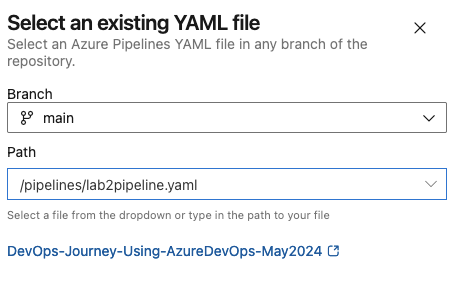 Select an existing YAML file
Select an Azure Pipelines YAML file in any branch of the
repository.
Branch
main
Path
/pipelines/lab2pipeline.yaml
Select a file from the dropdown or type in the path to your file
DevOps-Journey-Using-AzureDevOps-May2024